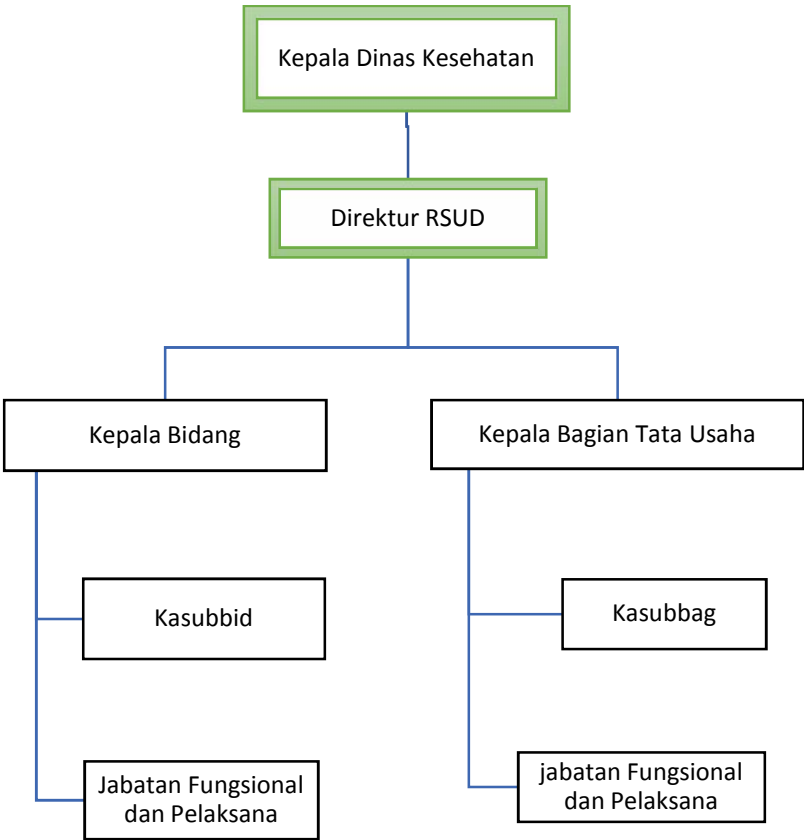 Kepala Dinas Kesehatan
Direktur RSUD
Kepala Bidang
Kepala Bagian Tata Usaha
Kasubbid
Kasubbag
Jabatan Fungsional
dan Pelaksana
jabatan Fungsional
dan Pelaksana